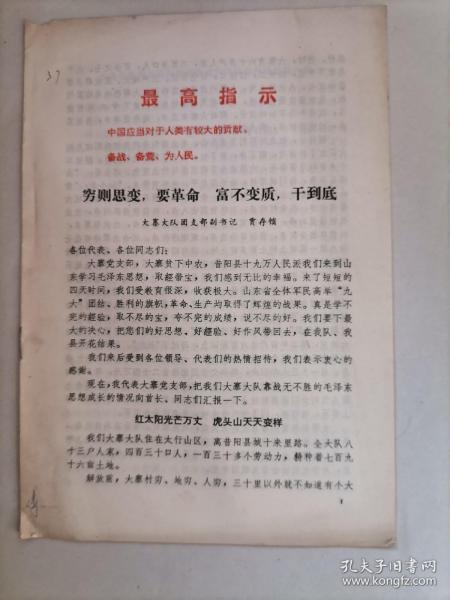 37
最高指示
中国应当对于人类有较大的贡献。
备战、备荒、为人民。
穷则思变，要革命　富不变质，干到底
大寨大队团支部副书记　贾存锁
各位代表、各位同志们：
大寨党支部，大寨贫下中农，昔阳县十九万人民派我们来到山
东学习毛泽东思想，取经借宝，我们感到无比的幸福。来了短短的
四天时间，我们受教育很深，收获极大。山东省全体军民高举“九
大”团结、胜利的旗帜，革命、生产均取得了辉煌的战果。真是学不
完的经验，取不尽的宝，夸不完的成绩，说不尽的好。我们要下最
大的决心，把您们的好思想、好经验、好作风带回去，在我队、我
县开花结果。
我们来后受到各位领导、代表们的热情招待，我们表示衷心的
感谢。
现在，我代表大寨党支部，把我们大寨大队靠战无不胜的毛泽东
思想成长的情况向首长、同志们汇报一下。
红太阳光芒万丈　虎头山天天变样
我们大寨大队住在太行山区，离昔阳县城十来里路。全大队八
十三户人家，四百三十口人，一百三十多个劳动力，耕种着七百九
十六亩土地。
解放前，大寨村穷、地穷、人穷，三十里以外就不知道有个大
1
孔夫子旧书网
www.kongfz.com